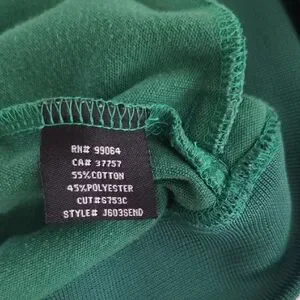 RN# 99064
CA# 37757
55%COTTON
45%POLYESTER
CUT#S753C
STYLE# J603SEND